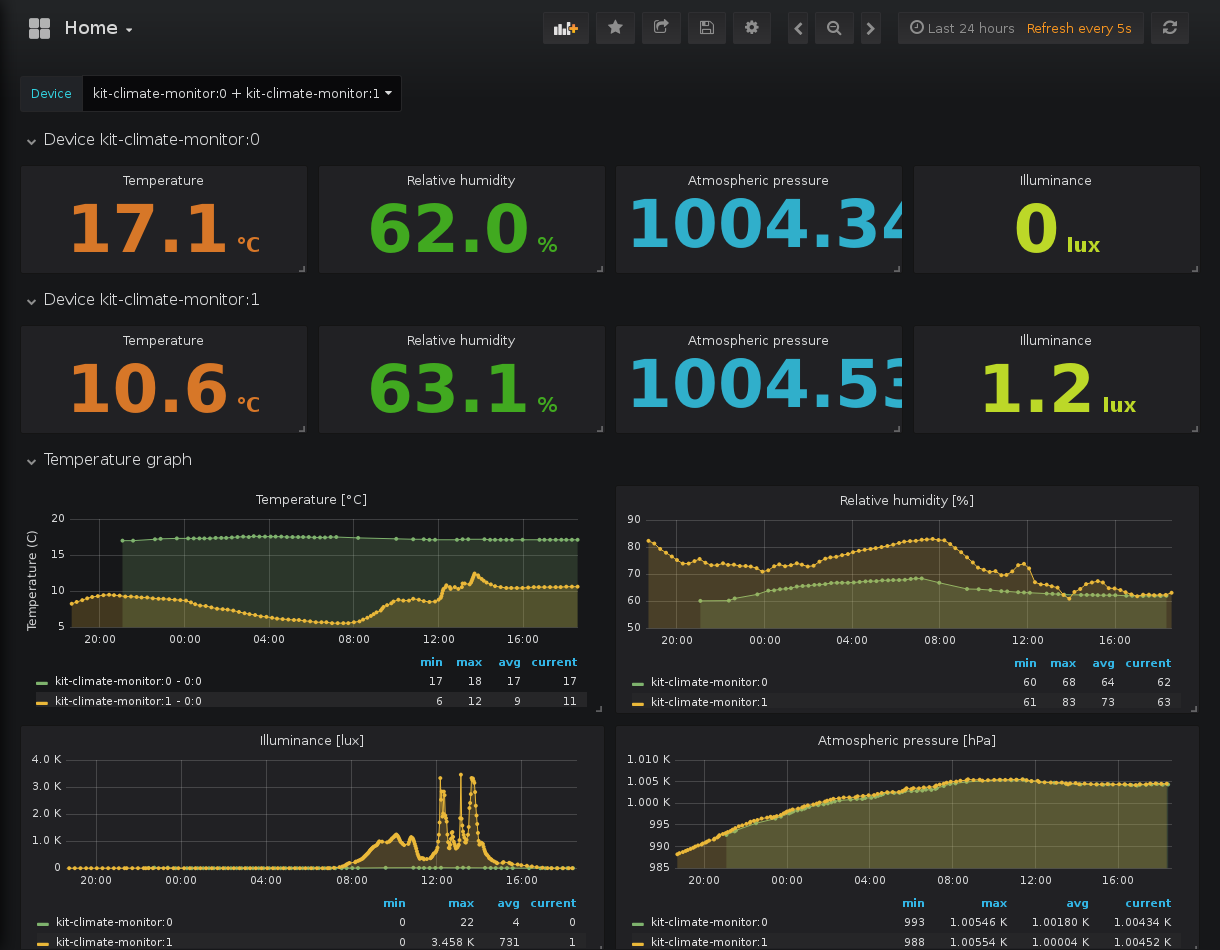 Home
Last 24 hours Refresh every 5s
Device kit-climate-monitor:0 + kit-climate-monitor:1
Device kit-climate-monitor:0
Temperature Relative humidity Atmospheric pressure Illuminance
17.1 °C 62.0 % 1004.34 0 lux
Device kit-climate-monitor:1
Temperature Relative humidity Atmospheric pressure Illuminance
10.6 °C 63.1 % 1004.53 1.2 lux
Temperature graph
Temperature [°C]
Temperature (C)
20
15
10
5
20:00 00:00 04:00 08:00 12:00 16:00
min max avg current
kit-climate-monitor:0 - 0:0 17 18 17 17
kit-climate-monitor:1 - 0:0 6 12 9 11
Relative humidity [%]
90
80
70
60
50
20:00 00:00 04:00 08:00 12:00 16:00
min max avg current
kit-climate-monitor:0 60 68 64 62
kit-climate-monitor:1 61 83 73 63
Illuminance [lux]
4.0 K
3.0 K
2.0 K
1.0 K
0
20:00 00:00 04:00 08:00 12:00 16:00
min max avg current
kit-climate-monitor:0 0 22 4 0
kit-climate-monitor:1 0 3.458 K 731 1
Atmospheric pressure [hPa]
1.010 K
1.005 K
1.000 K
995
990
985
20:00 00:00 04:00 08:00 12:00 16:00
min max avg current
kit-climate-monitor:0 993 1.00546 K 1.00180 K 1.00434 K
kit-climate-monitor:1 988 1.00554 K 1.00004 K 1.00452 K